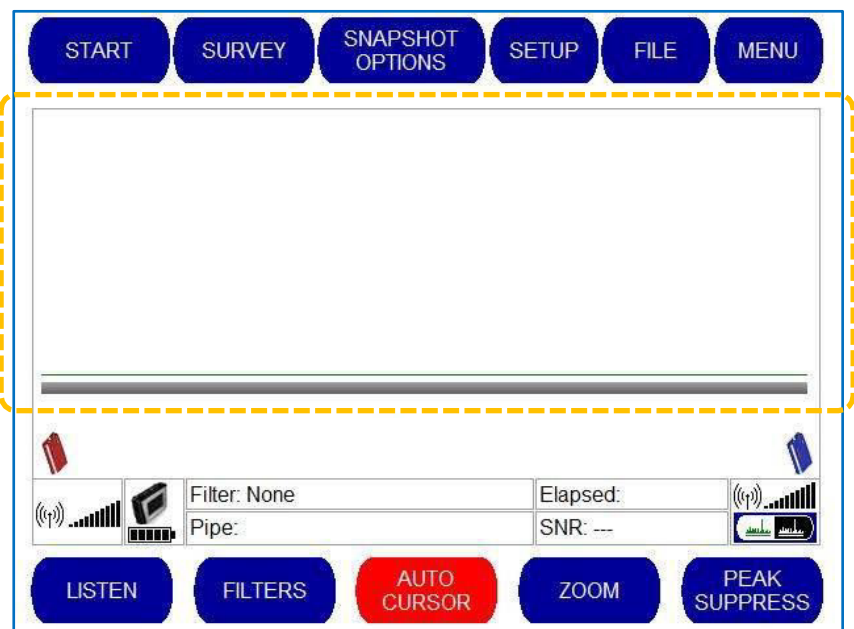 START
SURVEY
SNAPSHOT
OPTIONS
SETUP
FILE
MENU
Filter: None
Elapsed:
Pipe:
SNR: ---
LISTEN
FILTERS
AUTO
CURSOR
ZOOM
PEAK
SUPPRESS